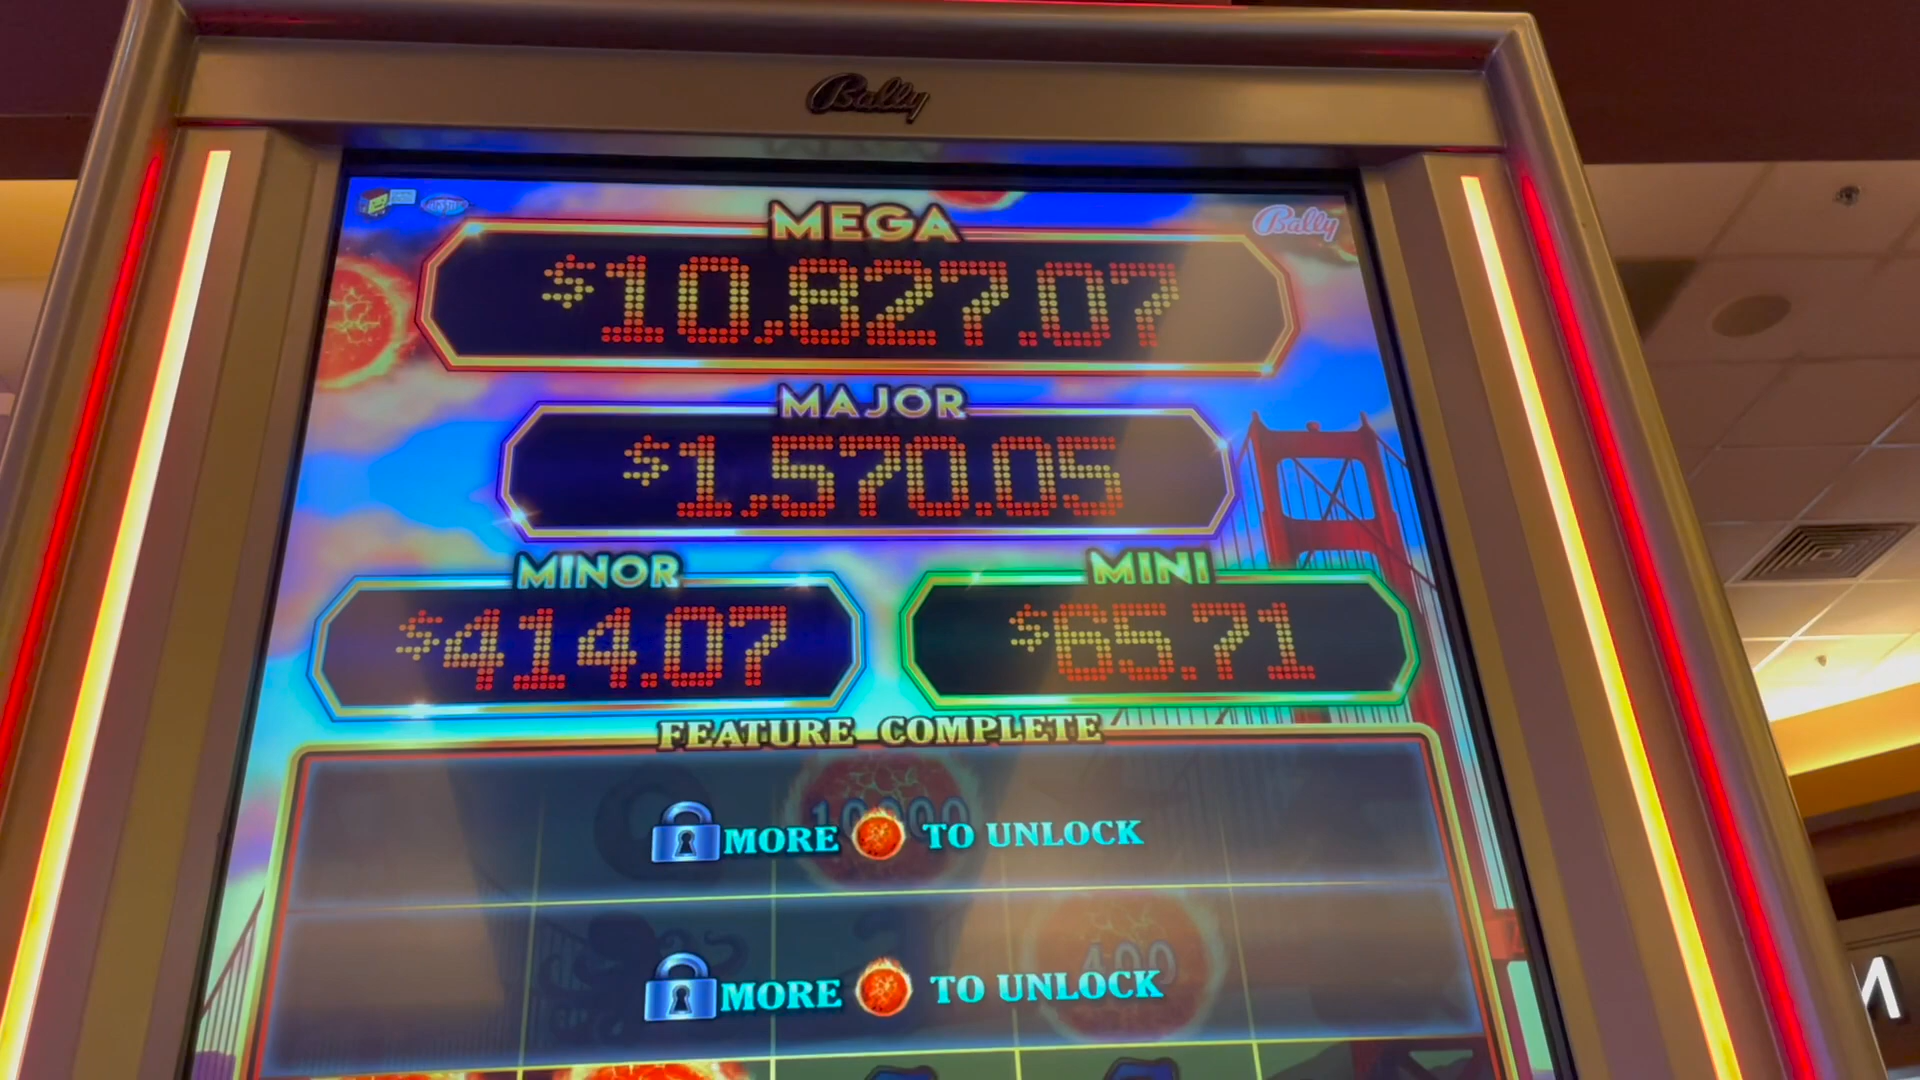 Bally
MEGA
Bally
$10,827.07
MAJOR
$1,570.05
MINOR
MINI
$414.07
$65.71
FEATURE COMPLETE
MORE TO UNLOCK
400
MORE TO UNLOCK